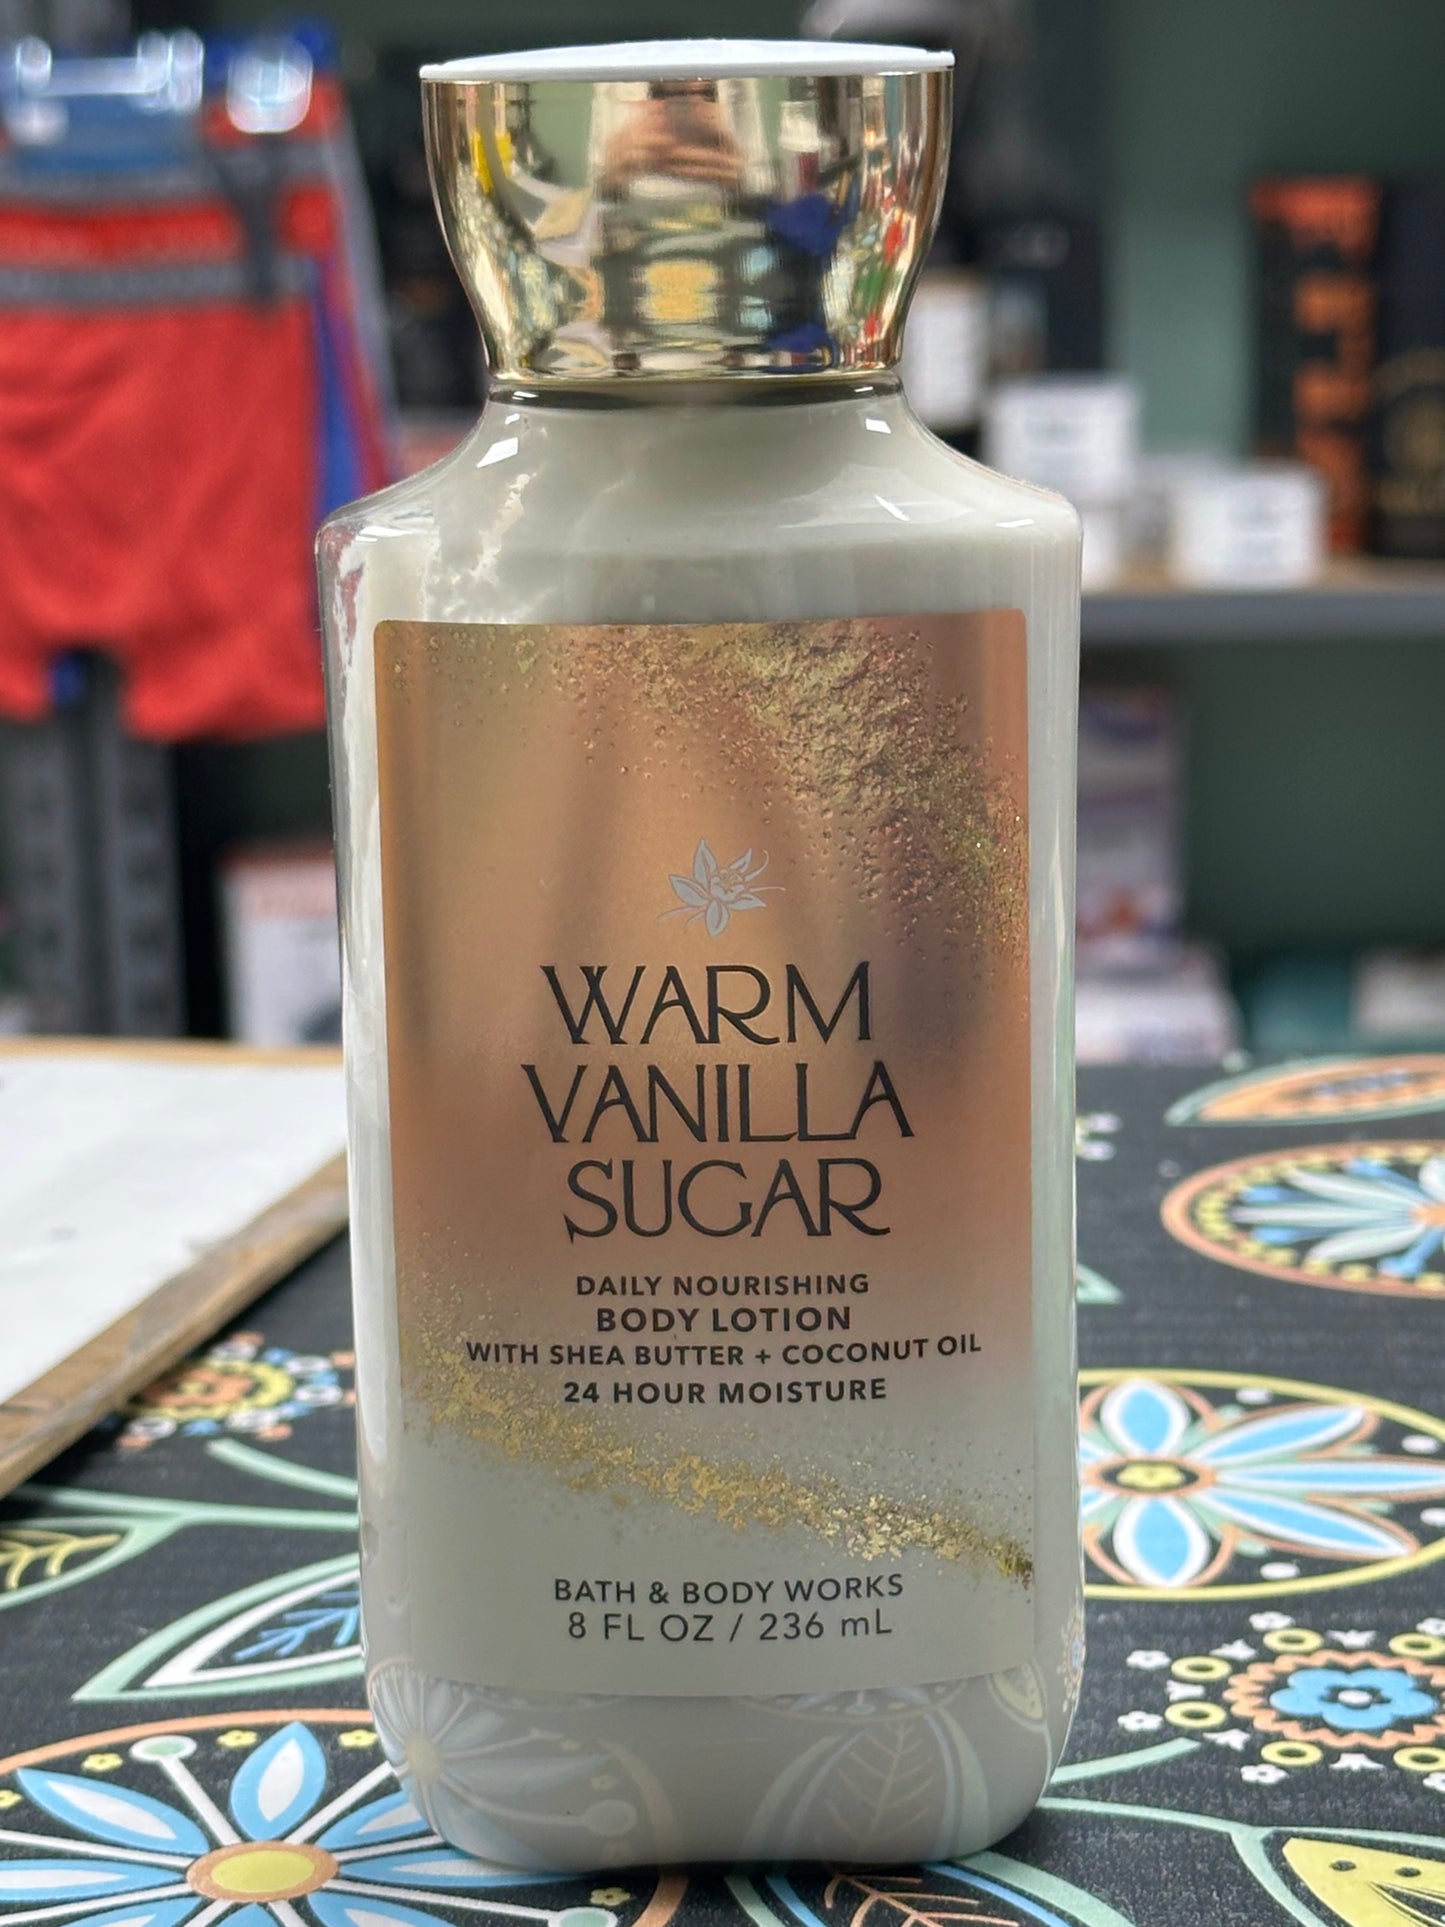 WARM
VANILLA
SUGAR
DAILY NOURISHING
BODY LOTION
WITH SHEA BUTTER + COCONUT OIL
24 HOUR MOISTURE
BATH & BODY WORKS
8 FL OZ / 236 mL